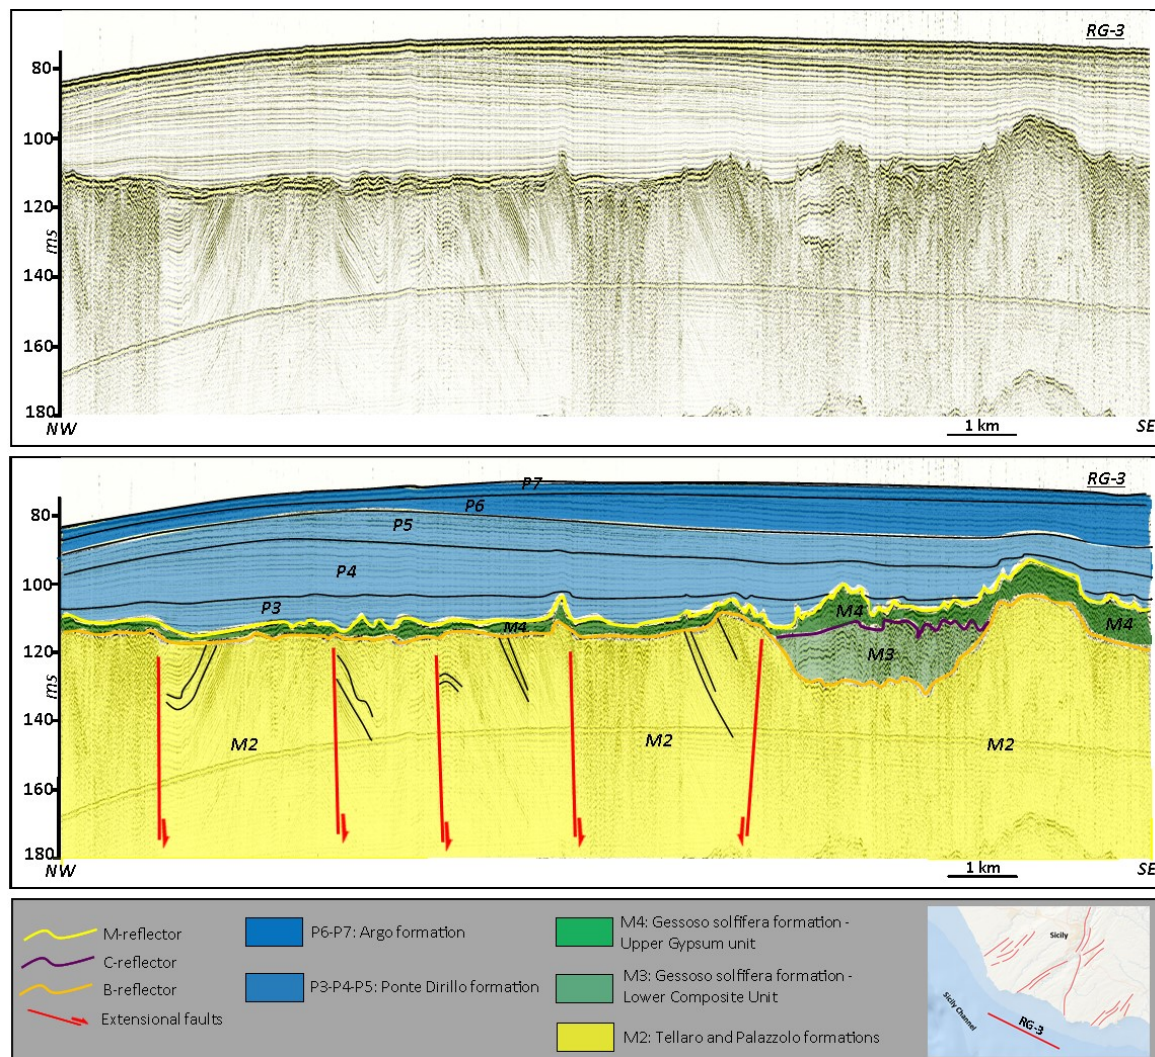 RG-3
80
100
120
ms
140
160
180
NW
1 km
SE
P7
RG-3
80
P6
P5
P4
100
P3
M4
M4
M4
120
M3
ms
140
M2
M2
M2
160
180
NW
1 km
SE
M-reflector
C-reflector
B-reflector
Extensional faults
P6-P7: Argo formation
P3-P4-P5: Ponte Dirillo formation
M4: Gessoso solfifera formation -
Upper Gypsum unit
M3: Gessoso solfifera formation -
Lower Composite Unit
M2: Tellaro and Palazzolo formations
Sicily
Sicily Channel
RG-3